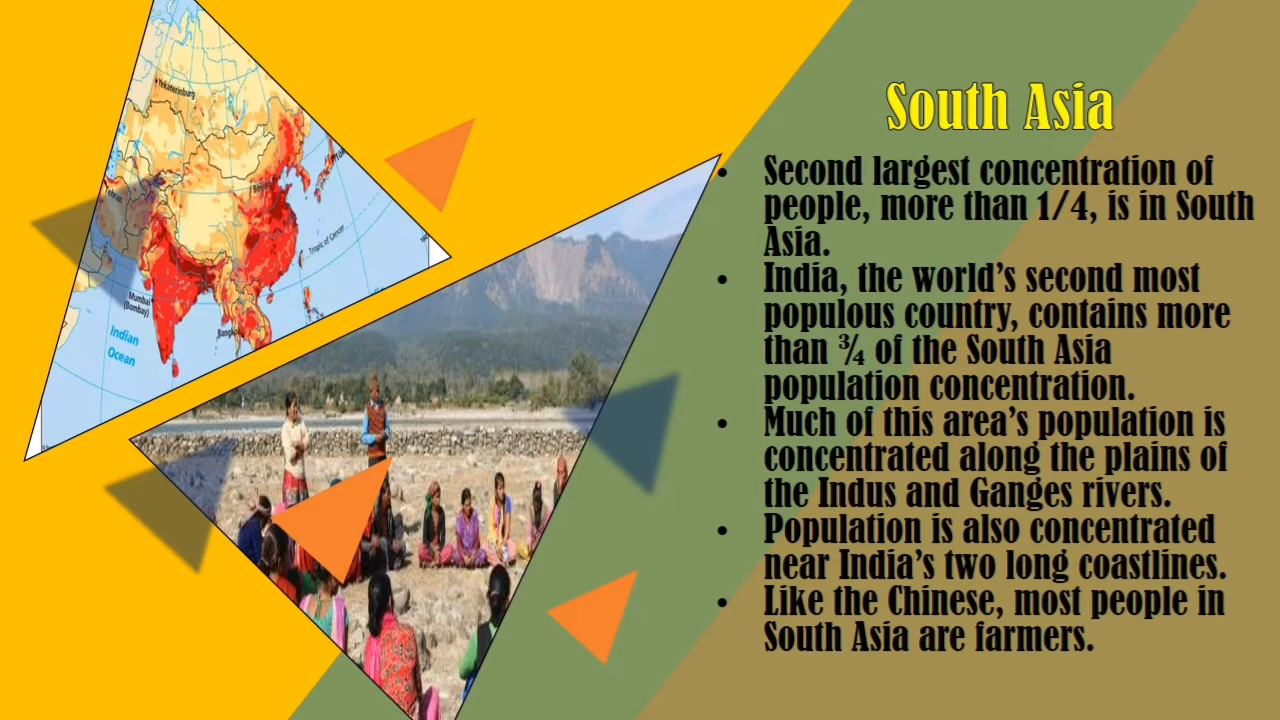 Yekaterinburg
Beijing
Tehran
Tropic of Cancer
Mumbai
(Bombay)
Bangkok
Indian
Ocean
South Asia
• Second largest concentration of
people, more than 1/4, is in South
Asia.
• India, the world’s second most
populous country, contains more
than ¾ of the South Asia
population concentration.
• Much of this area’s population is
concentrated along the plains of
the Indus and Ganges rivers.
• Population is also concentrated
near India’s two long coastlines.
• Like the Chinese, most people in
South Asia are farmers.